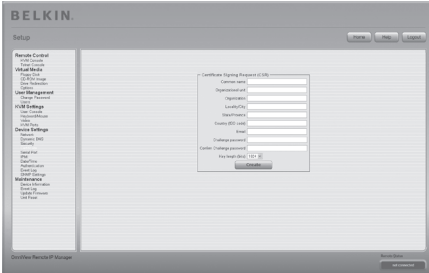 BELKIN.
Setup
Home
Help
Logout
Remote Control
KVM Console
Telnet Console
Virtual Media
Floppy Disk
CD-ROM Image
Drive Redirection
Options
User Management
Change Password
Users
KVM Settings
User Console
Keyboard/Mouse
Video
KVM Ports
Device Settings
Network
Dynamic DNS
Security
Serial Port
Date/Time
Authentication
Event Log
SNMP Settings
Maintenance
Device Information
Event Log
Update Firmware
Unit Reset
Certificate Signing Request (CSR)
Common name
Organizational unit
Organization
Locality/City
State/Province
Country (ISO code)
Email
Challenge password
Confirm Challenge password
Key length (bits)
1024
Create
OmniView Remote IP Manager